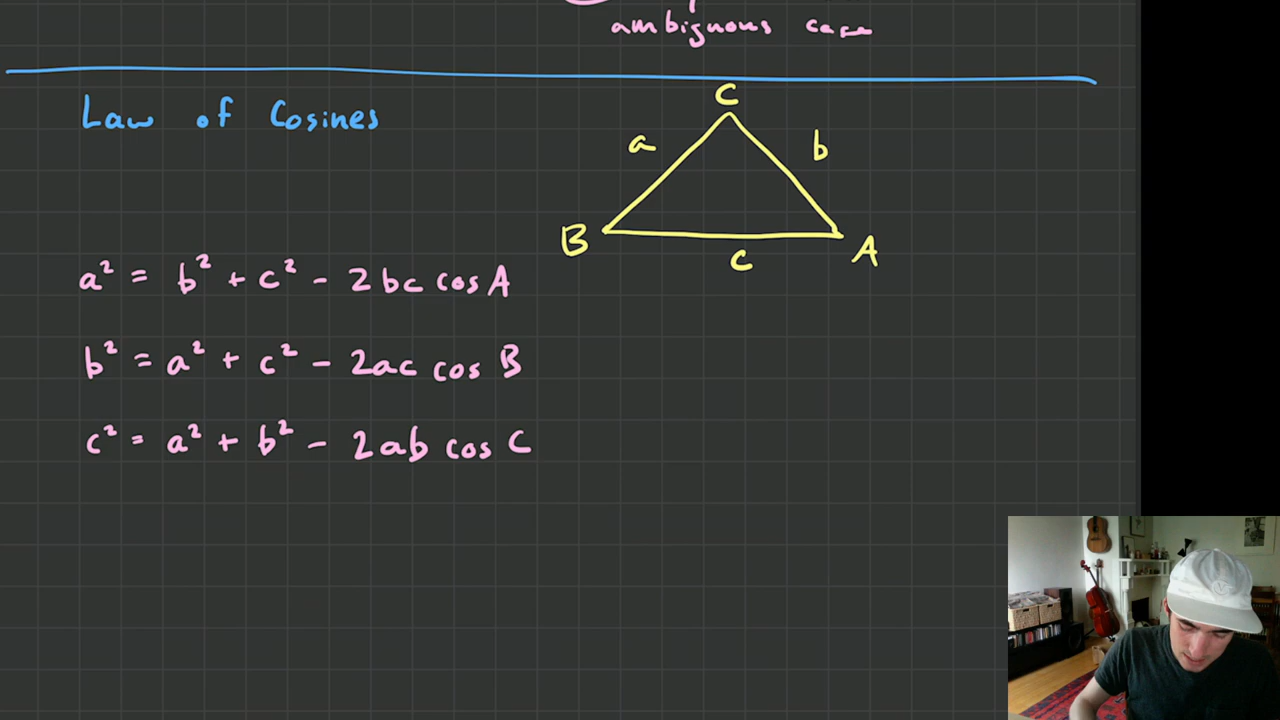 ambiguous case
Law of Cosines
C
a
b
B
A
c
a² = b² + c² - 2bc cos A
b² = a² + c² - 2ac cos B
c² = a² + b² - 2ab cos C